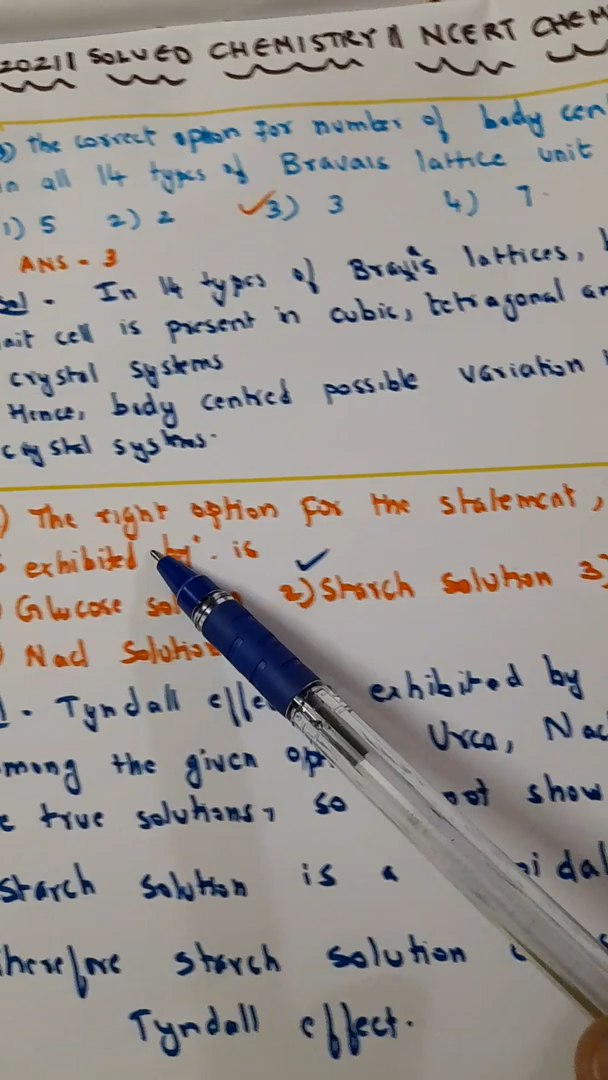 2021 || SOLVED CHEMISTRY || NCERT CHEM
the correct option for number of body cen
in all 14 types of Bravais lattice unit
1) 5 2) 2 3) 3 4) 7
ANS - 3
Sol - In 14 types of Bravais lattices,
unit cell is present in cubic, tetragonal
crystal systems
Hence, body centred possible variation
crystal systems.
The right option for the statement,
exhibited by'. is
Glucose 2) Starch solution 3)
Nacl solution
Tyndall exhibited by
among the given Urea, Nac
true solutions, so not show
Starch solution is a
Therefore starch solution
Tyndall effect.